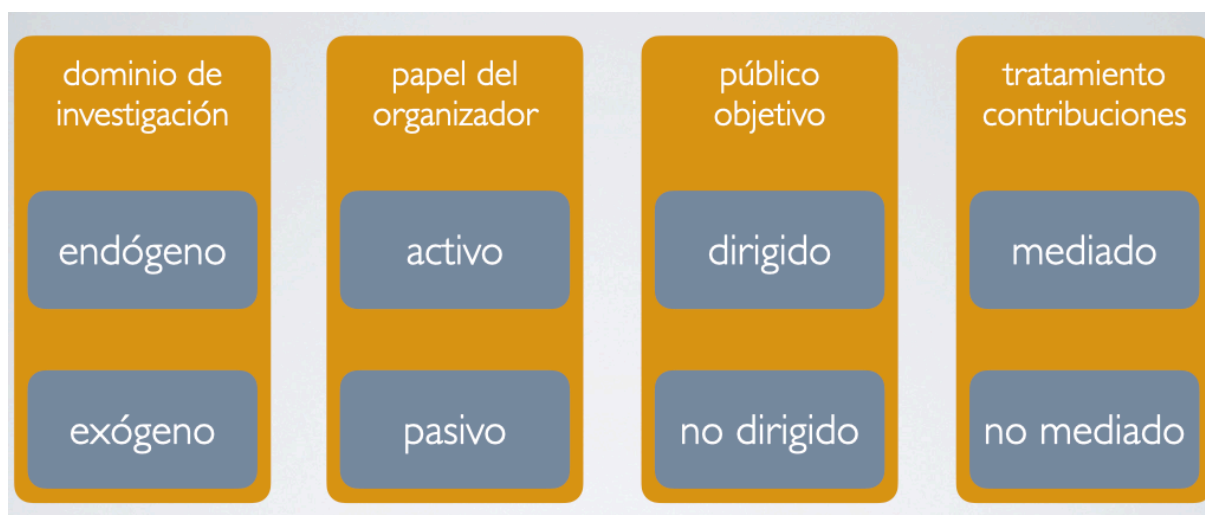 dominio de
investigación
endógeno
exógeno
papel del
organizador
activo
pasivo
público
objetivo
dirigido
no dirigido
tratamiento
contribuciones
mediado
no mediado